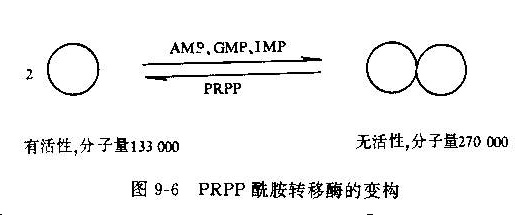 AMP、GMP、IMP
2
PRPP
有活性,分子量133 000
无活性,分子量270 000
图 9-6 PRPP 酰胺转移酶的变构